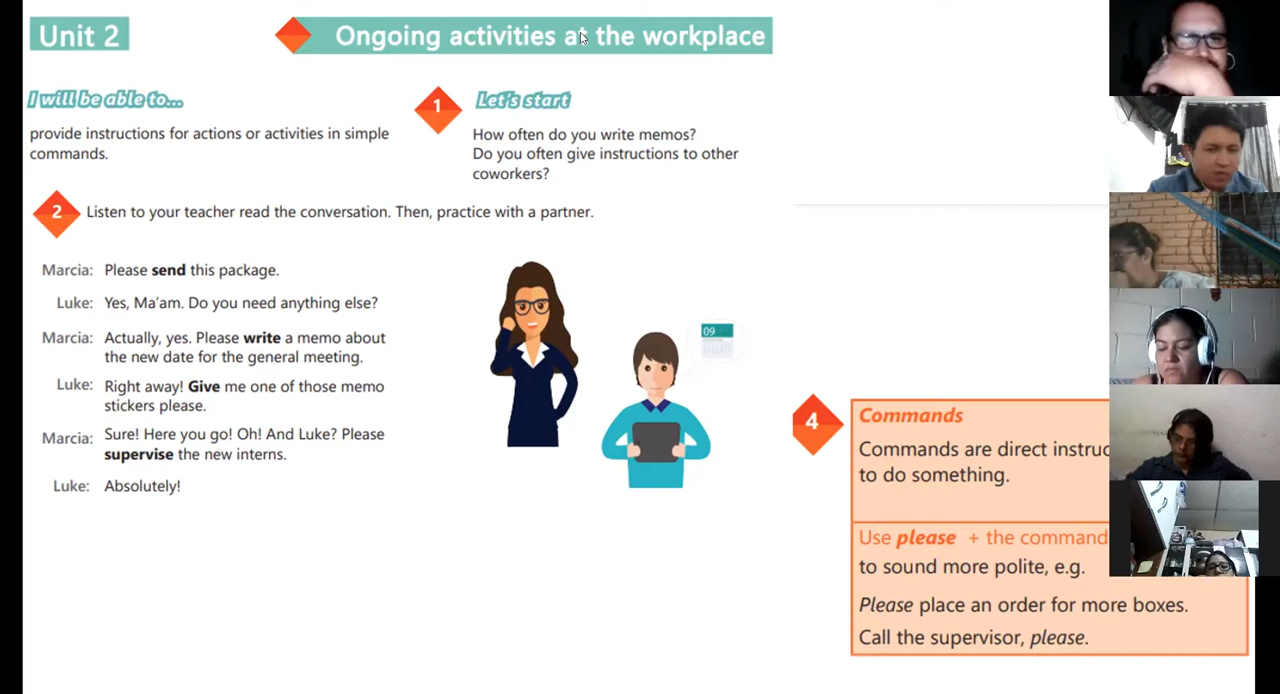 Unit 2
Ongoing activities at the workplace
I will be able to...
provide instructions for actions or activities in simple
commands.
1
Let's start
How often do you write memos?
Do you often give instructions to other
coworkers?
2
Listen to your teacher read the conversation. Then, practice with a partner.
Marcia: Please send this package.
Luke: Yes, Ma'am. Do you need anything else?
Marcia: Actually, yes. Please write a memo about
the new date for the general meeting.
Luke: Right away! Give me one of those memo
stickers please.
Marcia: Sure! Here you go! Oh! And Luke? Please
supervise the new interns.
Luke: Absolutely!
09
4
Commands
Commands are direct
to do something.
Use please + the command
to sound more polite, e.g.
Please place an order for more boxes.
Call the supervisor, please.